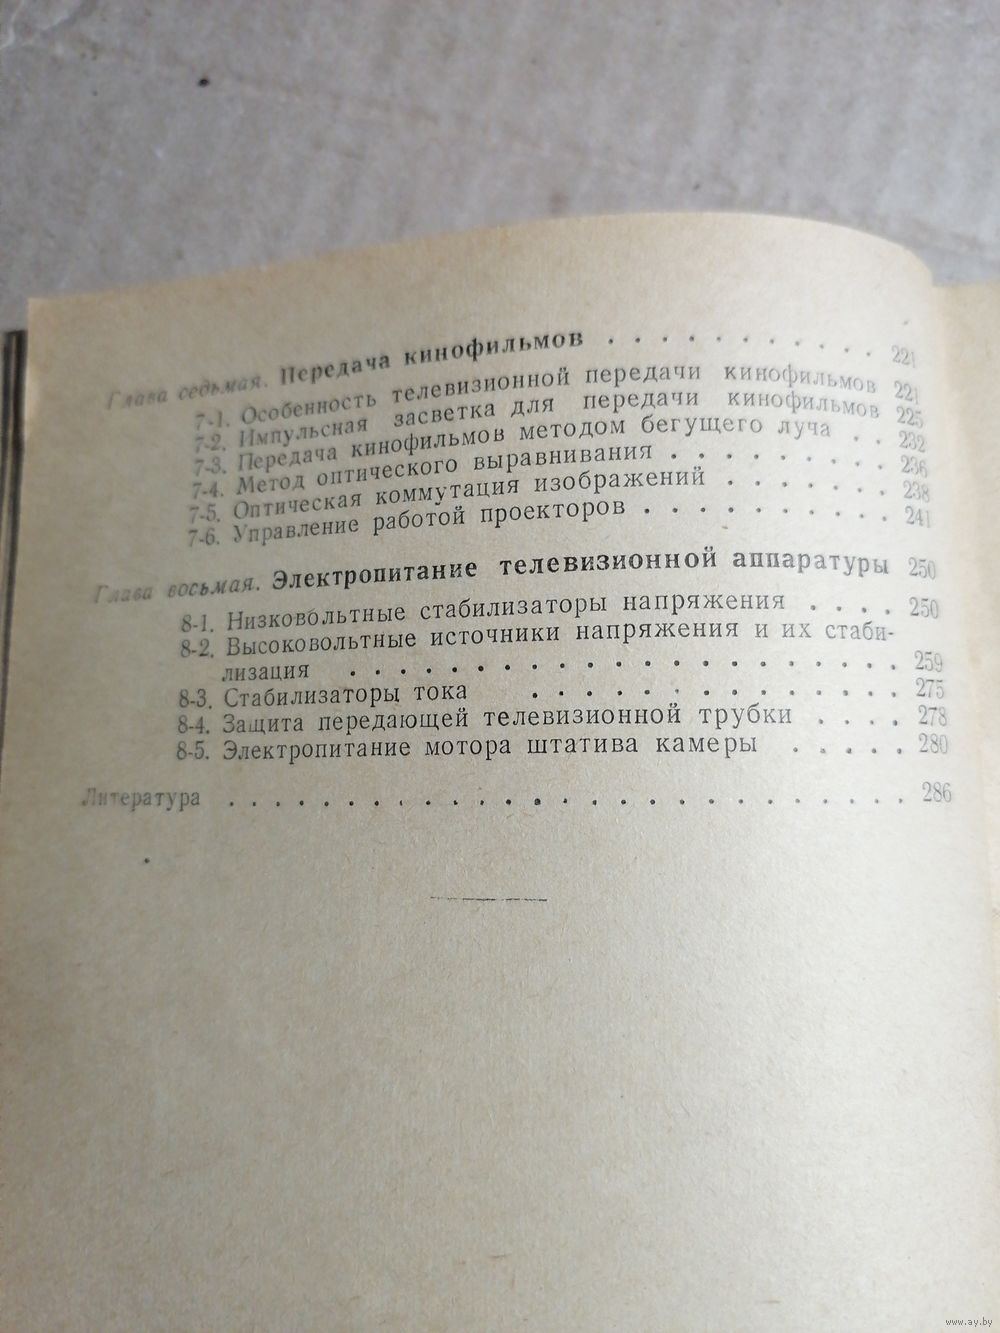 Глава седьмая. Передача кинофильмов . . . . . . . . . . . 221
7-1. Особенность телевизионной передачи кинофильмов 221
7-2. Импульсная засветка для передачи кинофильмов 225
7-3. Передача кинофильмов методом бегущего луча . . 232
7-4. Метод оптического выравнивания . . . . . . . . . 236
7-5. Оптическая коммутация изображений . . . . . . . 238
7-6. Управление работой проекторов . . . . . . . . . . 241
Глава восьмая. Электропитание телевизионной аппаратуры 250
8-1. Низковольтные стабилизаторы напряжения . . . . 250
8-2. Высоковольтные источники напряжения и их стаби-
лизация . . . . . . . . . . . . . . . . . . . . . . 259
8-3. Стабилизаторы тока . . . . . . . . . . . . . . 275
8-4. Защита передающей телевизионной трубки . . . . 278
8-5. Электропитание мотора штатива камеры . . . . . 280
Литература . . . . . . . . . . . . . . . . . . . . . . . . . . . 286
www.ay.by